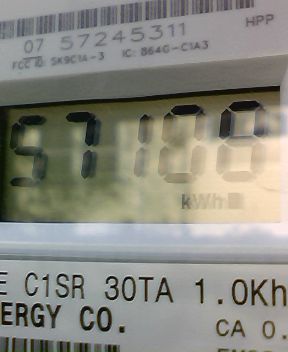 HPP
07 57245311
FCC ID: SK9C1A-3 IC: 864G-C1A3
57108
kWh
E C1SR 30TA 1.0Kh
ERGY CO.
CA 0.